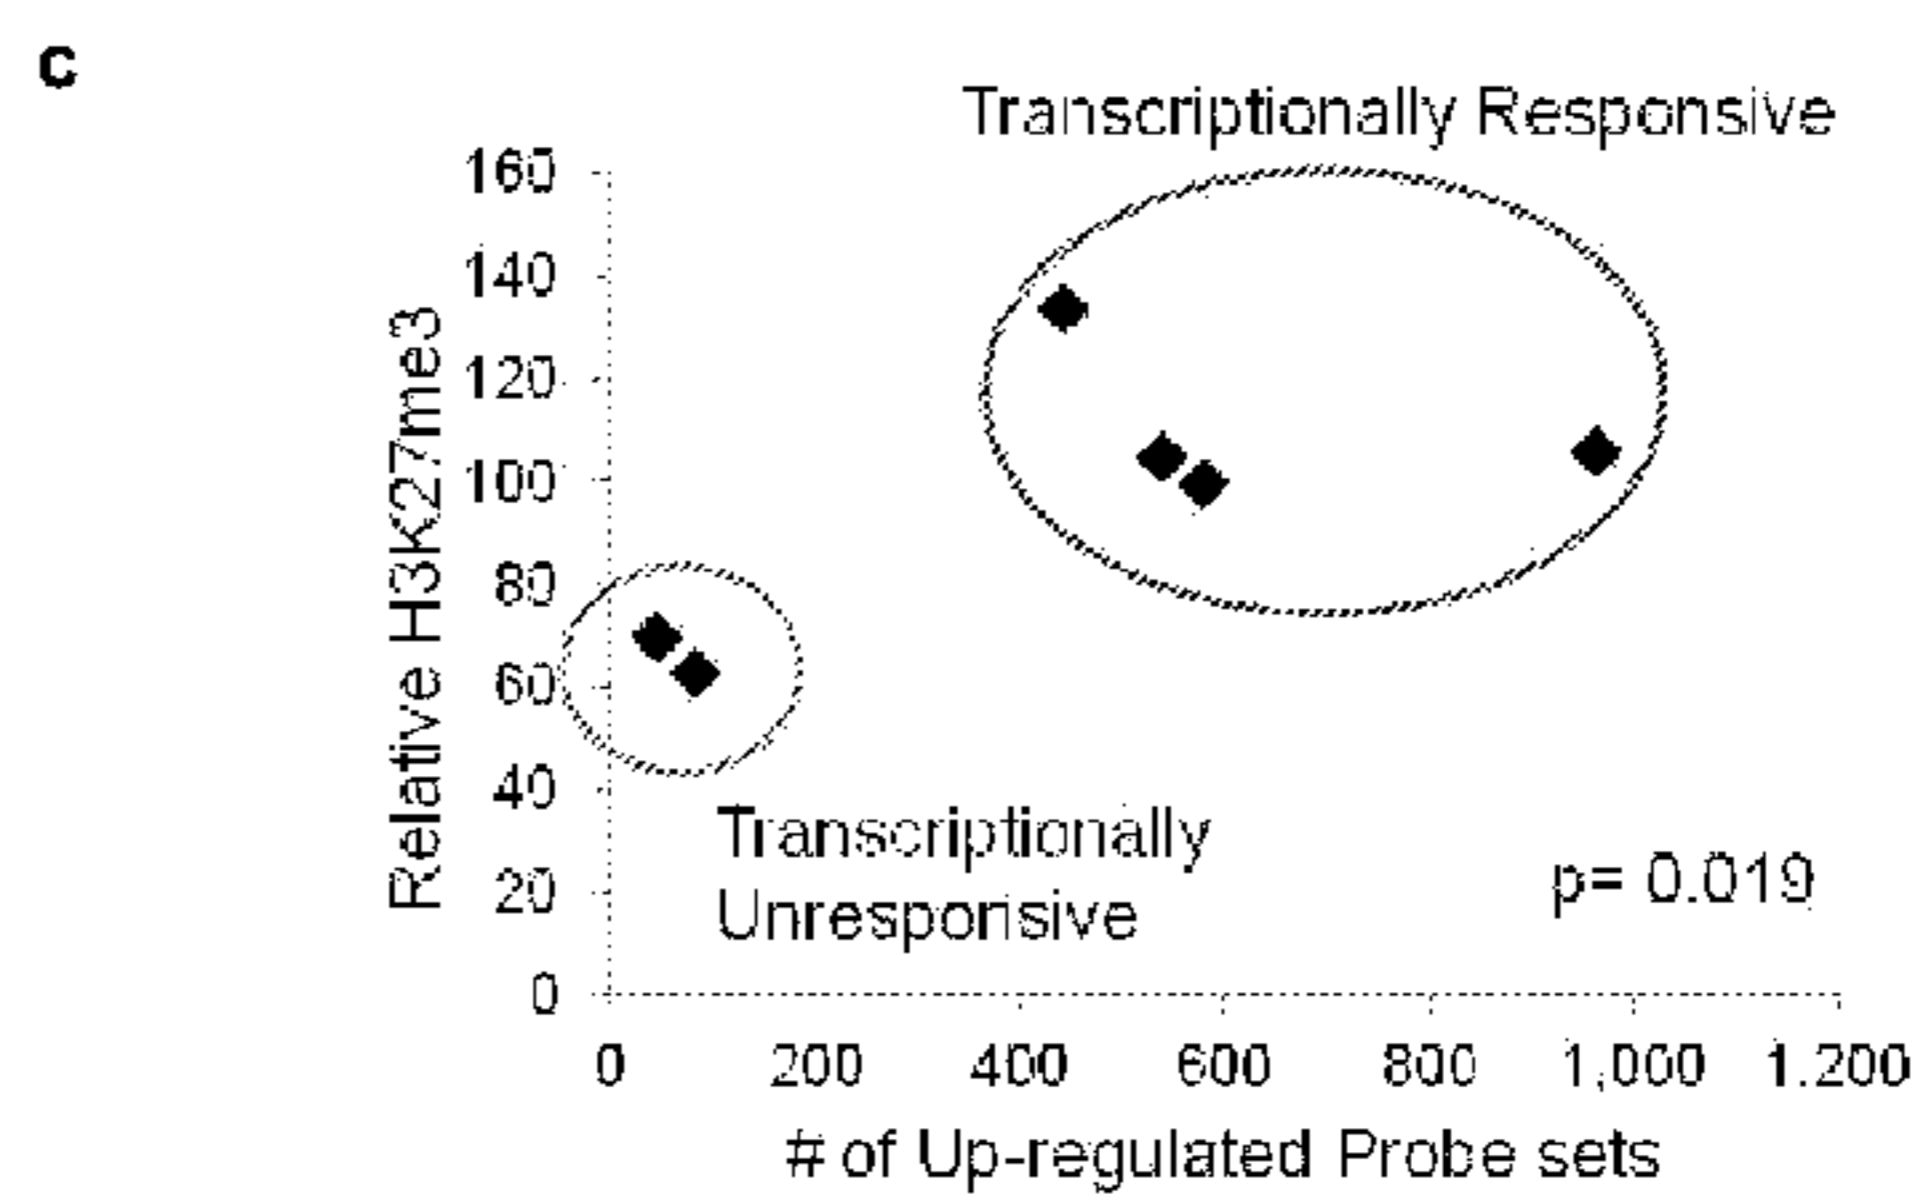 c
Transcriptionally Responsive
160
140
120
100
80
60
40
20
0
Relative H3K27me3
Transcriptionally
Unresponsive
p= 0.019
0 200 400 600 800 1,000 1.200
# of Up-regulated Probe sets